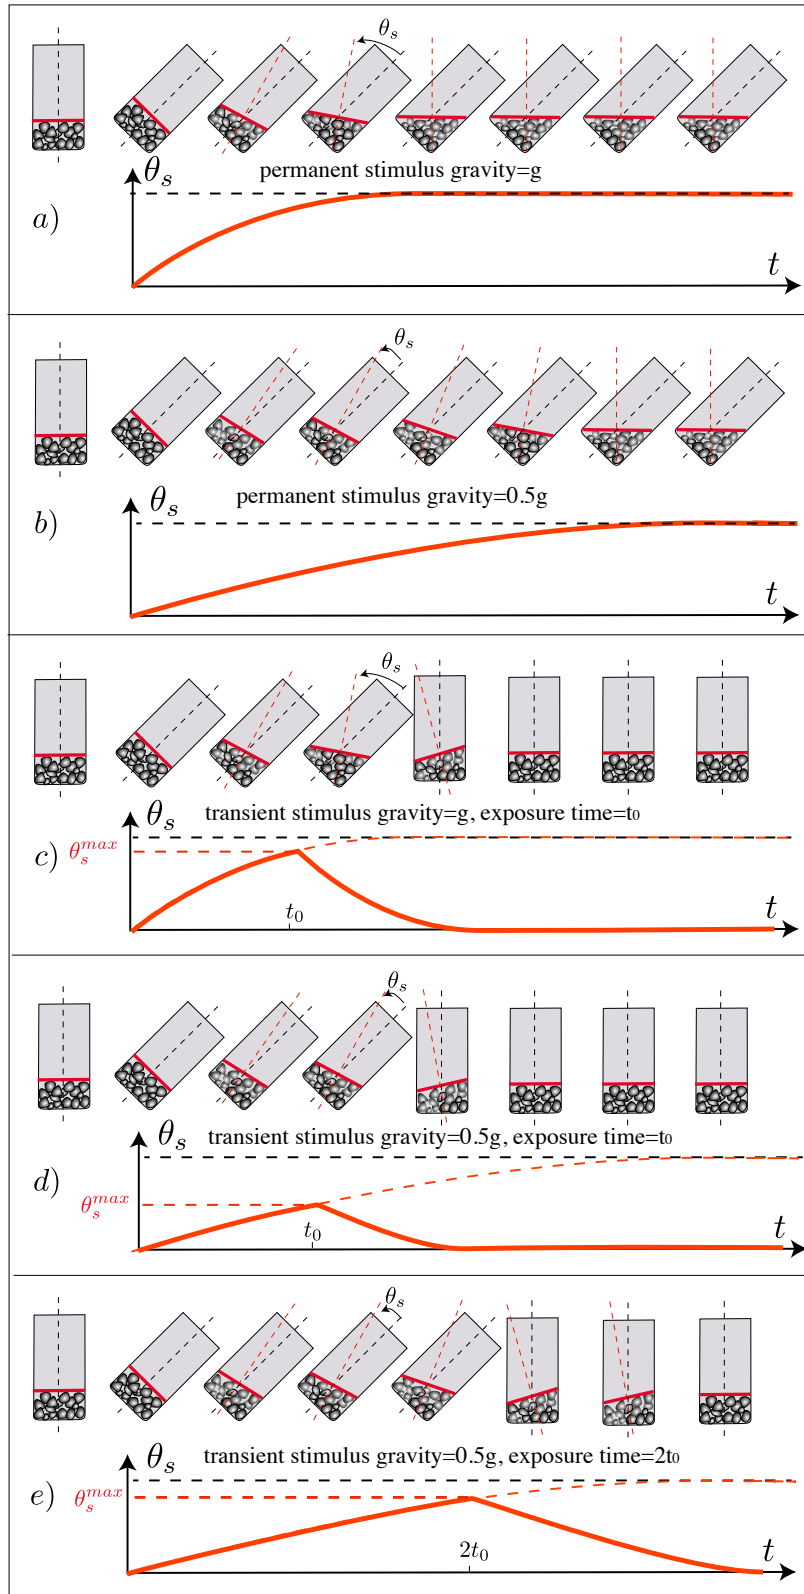 θₛ
permanent stimulus gravity=g
θₛ
a)
t
θₛ
permanent stimulus gravity=0.5g
θₛ
b)
t
θₛ
transient stimulus gravity=g, exposure time=t₀
θₛ
θₛᵐᵃˣ
c)
t₀
t
θₛ
transient stimulus gravity=0.5g, exposure time=t₀
θₛ
d)
θₛᵐᵃˣ
t₀
t
θₛ
transient stimulus gravity=0.5g, exposure time=2t₀
θₛ
e)
θₛᵐᵃˣ
2t₀
t